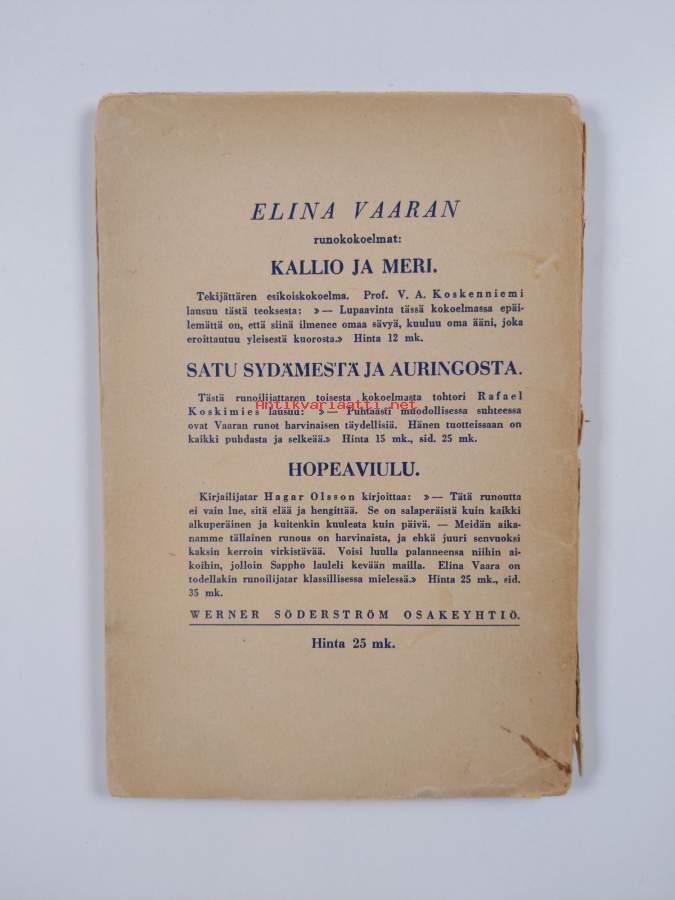 ELINA VAARAN
runokokoelmat:
KALLIO JA MERI.
Tekijättären esikoiskokoelma. Prof. V. A. Koskenniemi
lausuu tästä teoksesta: »— Lupaavinta tässä kokoelmassa epäi-
lemättä on, että siinä ilmenee omaa sävyä, kuuluu oma ääni, joka
eroittautuu yleisestä kuorosta.» Hinta 12 mk.
SATU SYDÄMESTÄ JA AURINGOSTA.
Tästä runoilijattaren toisesta kokoelmasta tohtori Rafael
Koskimies lausuu: »— Puhtaasti muodollisessa suhteessa
Antikvariaatti.net
ovat Vaaran runot harvinaisen täydellisiä. Hänen tuotteissaan on
kaikki puhdasta ja selkeää.» Hinta 15 mk., sid. 25 mk.
HOPEAVIULU.
Kirjailijatar Hagar Olsson kirjoittaa: »— Tätä runoutta
ei vain lue, sitä elää ja hengittää. Se on salaperäistä kuin kaikki
alkuperäinen ja kuitenkin kuuleata kuin päivä. — Meidän aika-
namme tällainen runous on harvinaista, ja ehkä juuri senvuoksi
kaksin kerroin virkistävää. Voisi luulla palanneensa niihin ai-
koihin, jolloin Sappho lauleli kevään mailla. Elina Vaara on
todellakin runoilijatar klassillisessa mielessä.» Hinta 25 mk., sid.
35 mk.
WERNER SÖDERSTRÖM OSAKEYHTIÖ.
Hinta 25 mk.